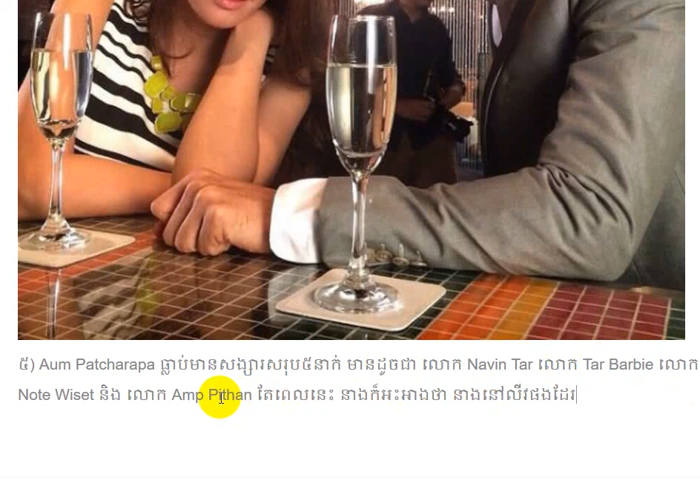 ៥) Aum Patcharapa ធ្លាប់មានសង្សារសរុប៥នាក់ មានដូចជា លោក Navin Tar លោក Tar Barbie លោក
Note Wiset និង លោក Amp Pithan តែពេលនេះ នាងក៏អះអាងថា នាងនៅលីវផងដែរ